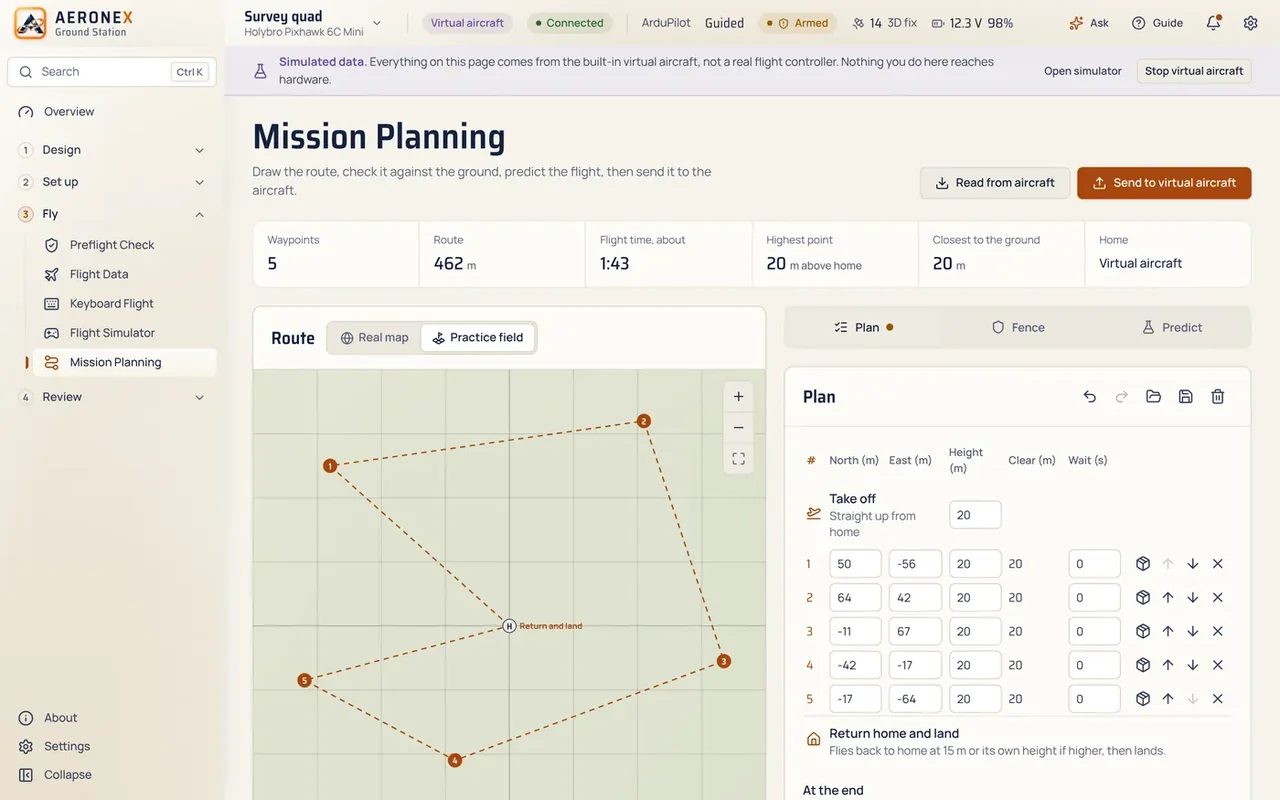 AERONEX
Ground Station
Survey quad
Holybro Pixhawk 6C Mini
Virtual aircraft
Connected
ArduPilot
Guided
Armed
14 3D fix
12.3 V 98%
Ask
Guide
Search
Ctrl K
Simulated data. Everything on this page comes from the built-in virtual aircraft, not a real flight controller. Nothing you do here reaches
hardware.
Open simulator
Stop virtual aircraft
Overview
1 Design
2 Set up
3 Fly
Preflight Check
Flight Data
Keyboard Flight
Flight Simulator
Mission Planning
4 Review
About
Settings
Collapse
Mission Planning
Draw the route, check it against the ground, predict the flight, then send it to the
aircraft.
Read from aircraft
Send to virtual aircraft
Waypoints
5
Route
462 m
Flight time, about
1:43
Highest point
20 m above home
Closest to the ground
20 m
Home
Virtual aircraft
Route
Real map
Practice field
+
−
2
1
H Return and land
3
5
4
Plan
Fence
Predict
Plan
# North (m) East (m) Height (m) Clear (m) Wait (s)
Take off
Straight up from
home
20
1 50 -56 20 20 0
2 64 42 20 20 0
3 -11 67 20 20 0
4 -42 -17 20 20 0
5 -17 -64 20 20 0
Return home and land
Flies back to home at 15 m or its own height if higher, then lands.
At the end